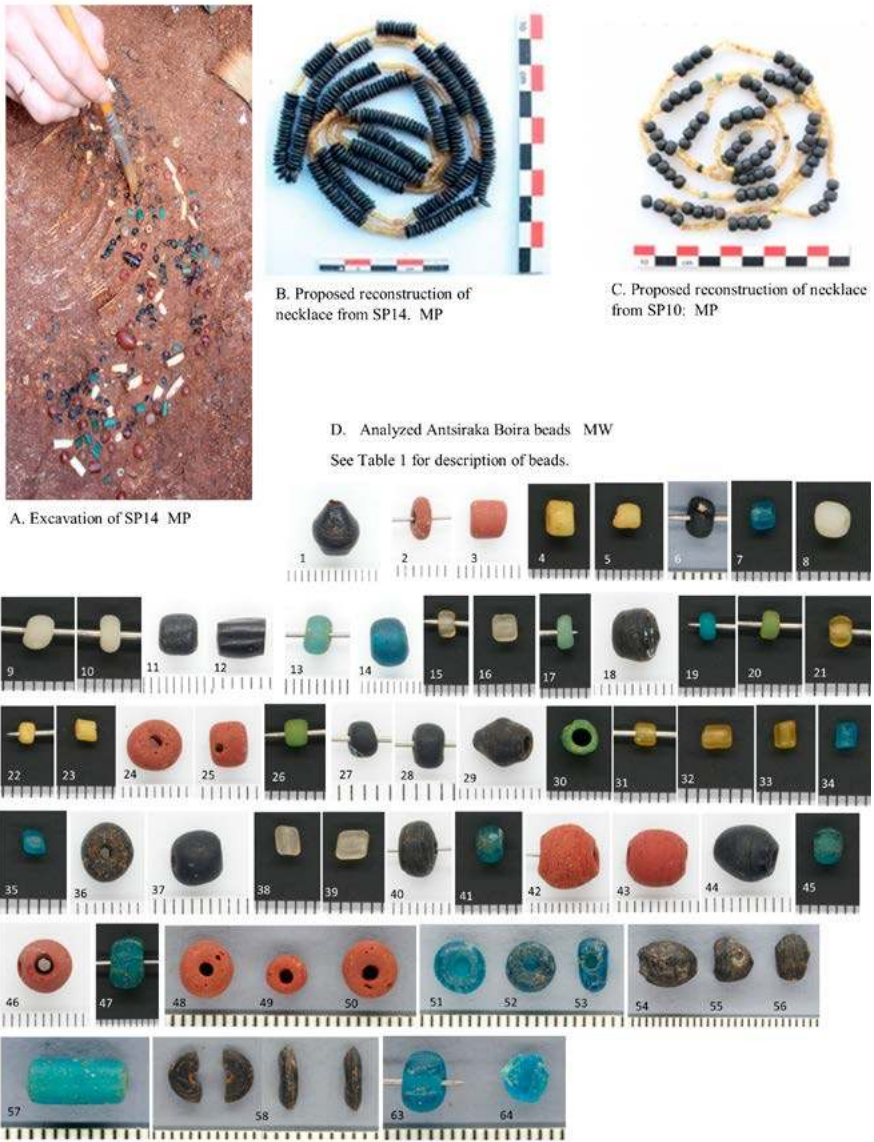 B. Proposed reconstruction of
necklace from SP14. MP
C. Proposed reconstruction of necklace
from SP10: MP
D. Analyzed Antsiraka Boira beads MW
See Table 1 for description of beads.
A. Excavation of SP14 MP
1 2 3 4 5 6 7 8
9 10 11 12 13 14 15 16 17 18 19 20 21
22 23 24 25 26 27 28 29 30 31 32 33 34
35 36 37 38 39 40 41 42 43 44 45
46 47 48 49 50 51 52 53 54 55 56
57 58 63 64